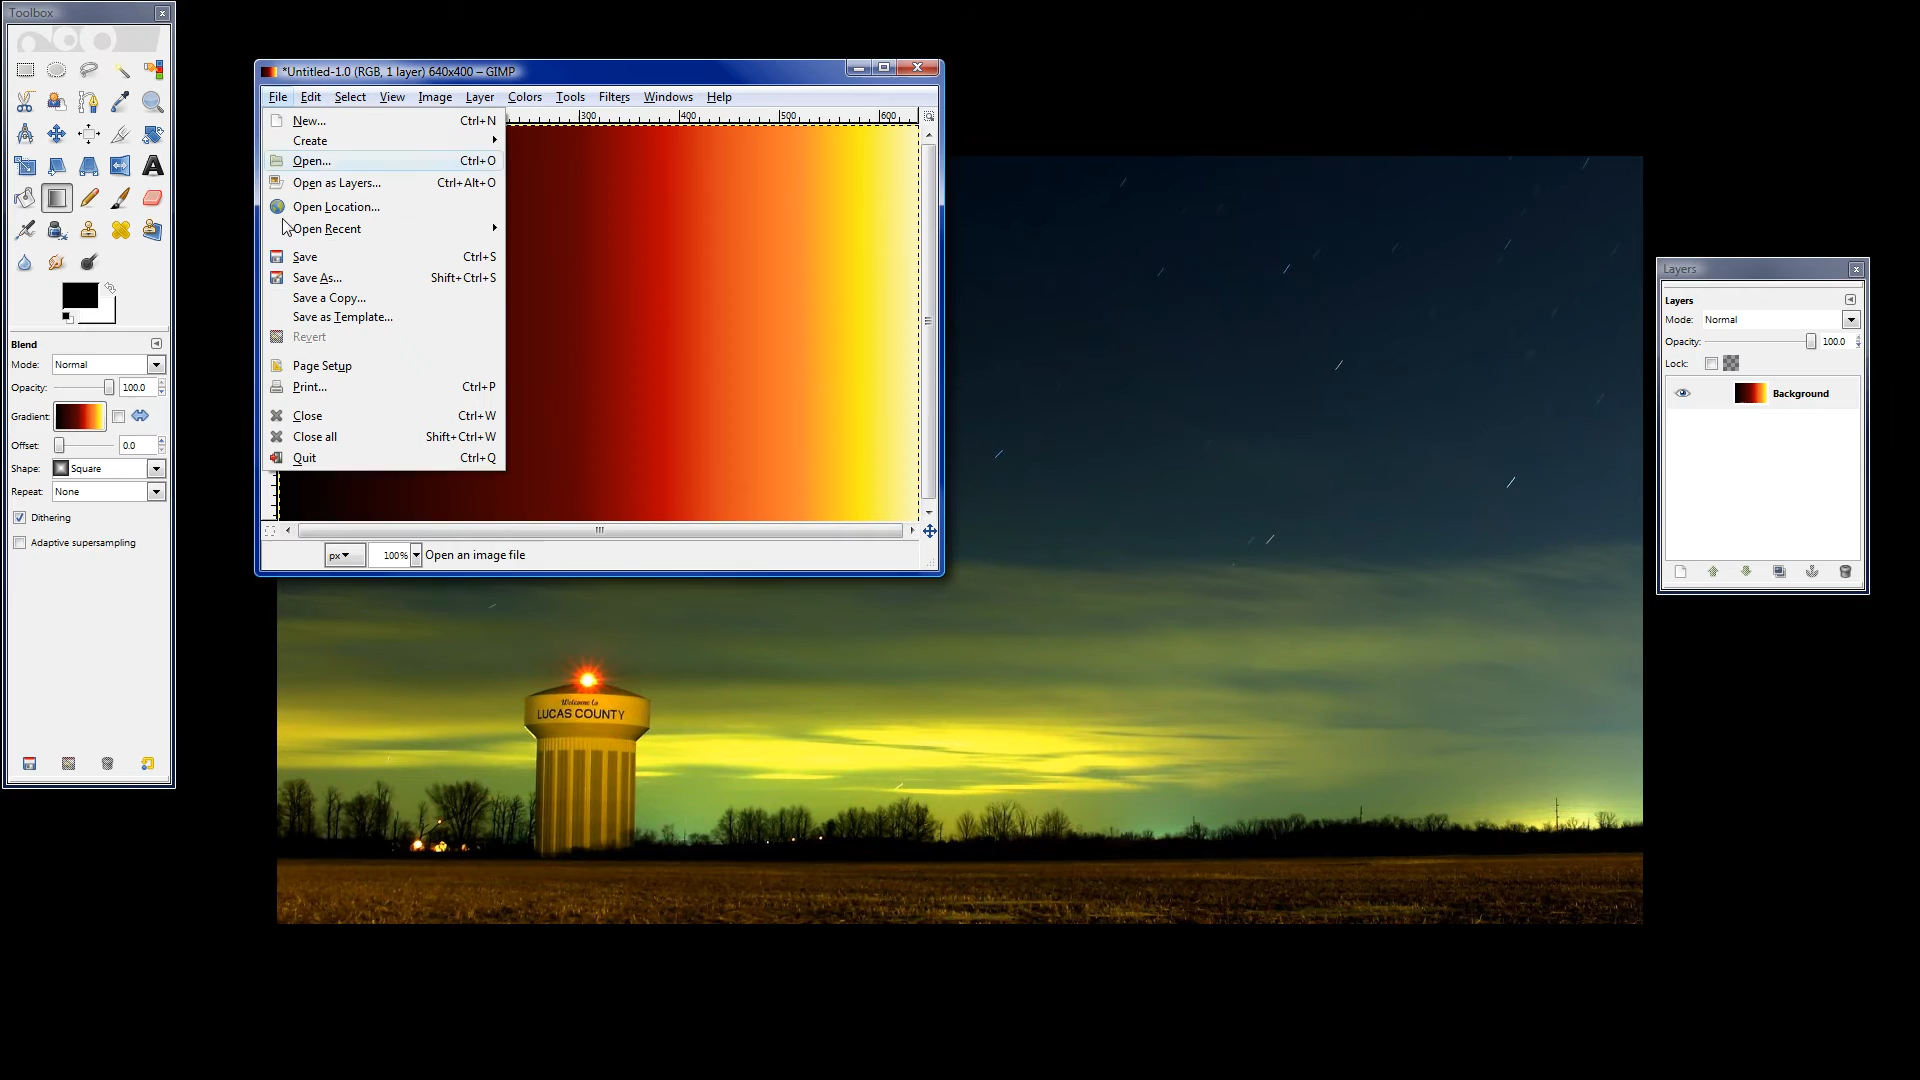 Toolbox
*Untitled-1.0 (RGB, 1 layer) 640x400 – GIMP
File Edit Select View Image Layer Colors Tools Filters Windows Help
300 400 500 600
New... Ctrl+N
Create
Open... Ctrl+O
Open as Layers... Ctrl+Alt+O
Open Location...
Open Recent
Save Ctrl+S
Save As... Shift+Ctrl+S
Save a Copy...
Save as Template...
Revert
Page Setup
Print... Ctrl+P
Close Ctrl+W
Close all Shift+Ctrl+W
Quit Ctrl+Q
px 100% Open an image file
Blend
Mode: Normal
Opacity: 100.0
Gradient:
Offset: 0.0
Shape: Square
Repeat: None
Dithering
Adaptive supersampling
Layers
Layers
Mode: Normal
Opacity: 100.0
Lock:
Background
Welcome to
LUCAS COUNTY